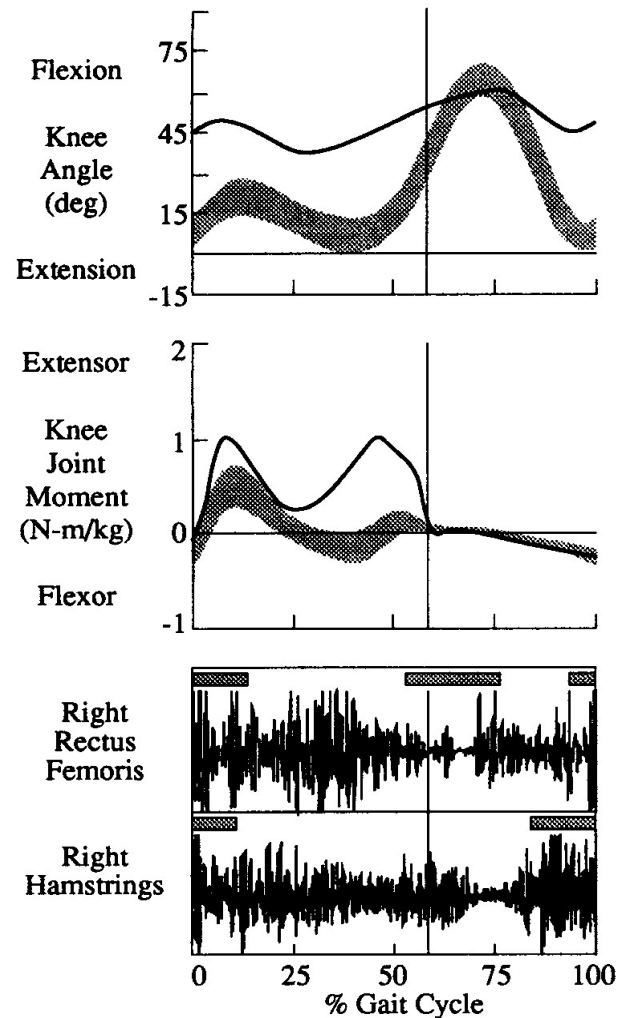 75
Flexion
Knee
Angle
(deg)
45
15
Extension
-15
2
Extensor
Knee
Joint
Moment
(N-m/kg)
1
0
Flexor
-1
Right
Rectus
Femoris
Right
Hamstrings
0 25 50 75 100
% Gait Cycle